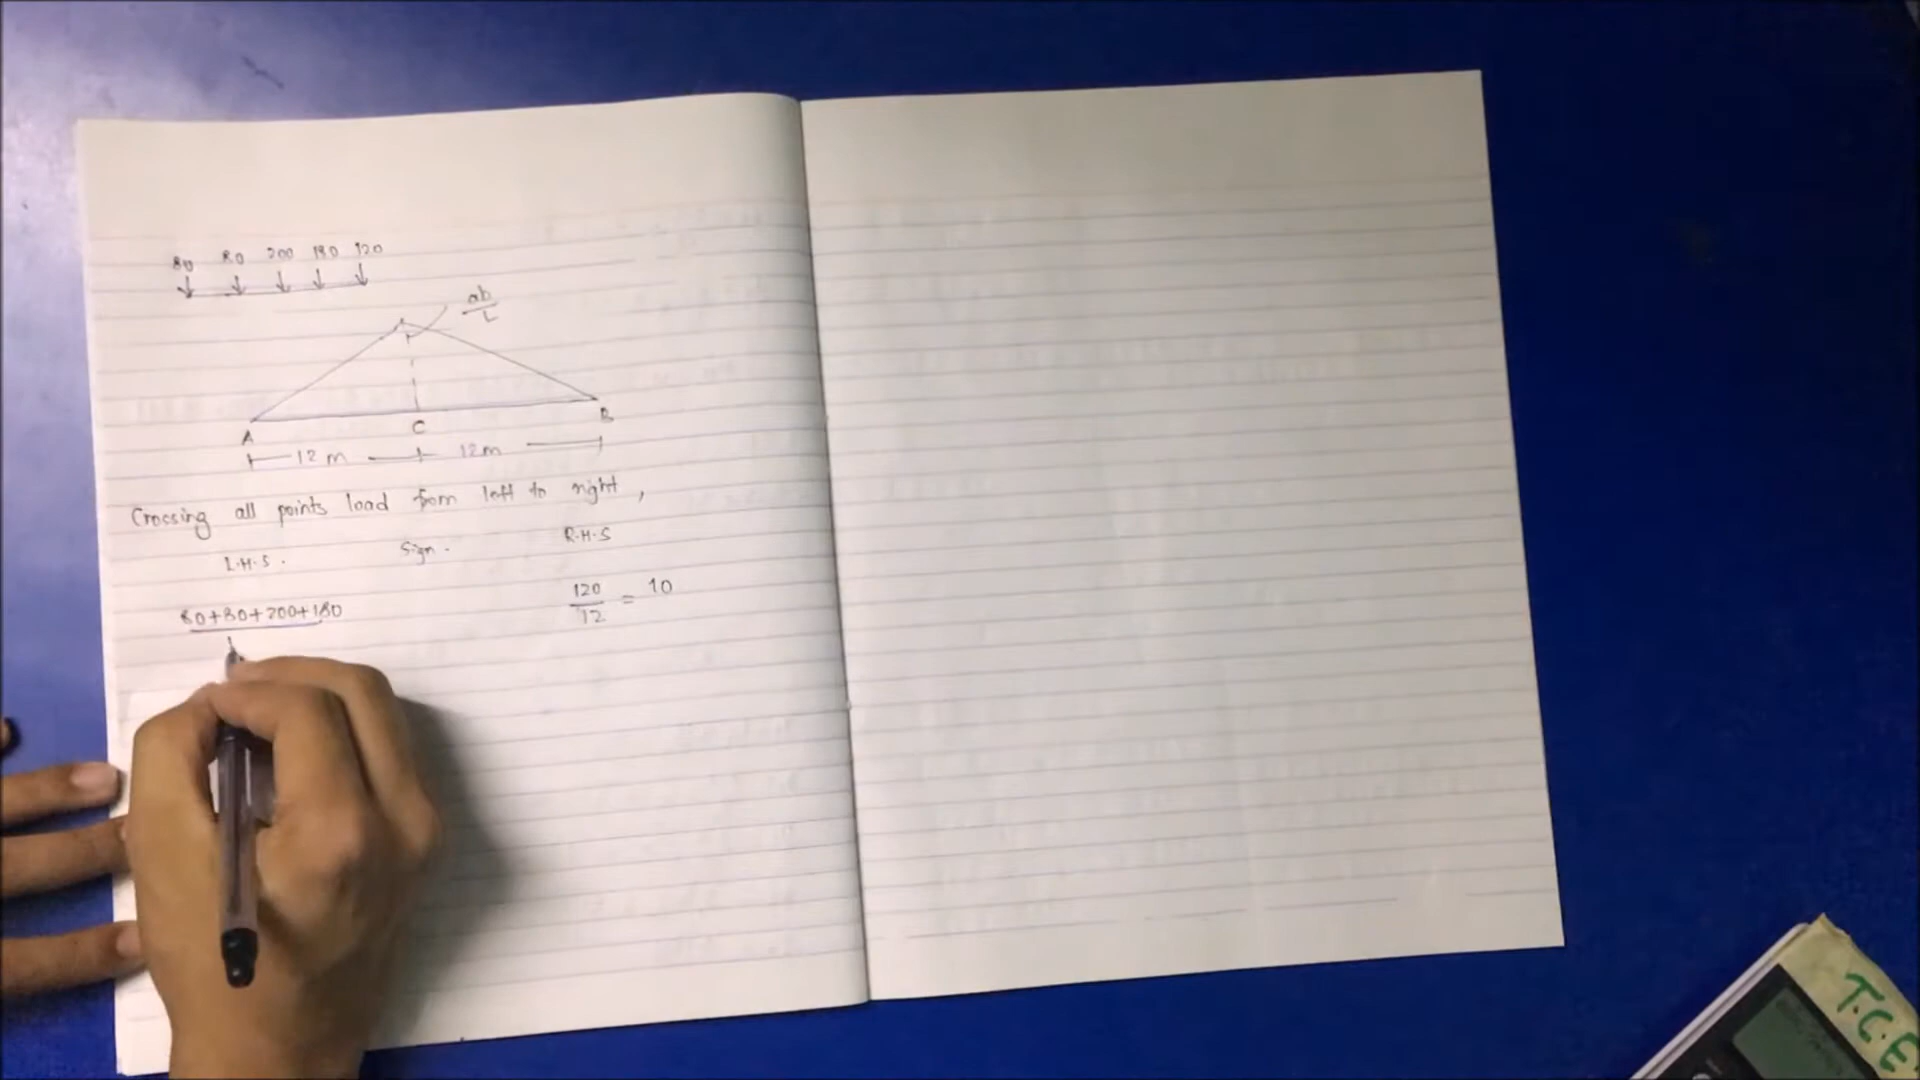 80 80 200 180 120
ab
L
A C B
12 m 12m
Crossing all points load from left to right,
L.H.S. Sign. R.H.S
80+80+200+180
120
12
= 10
T.C.E